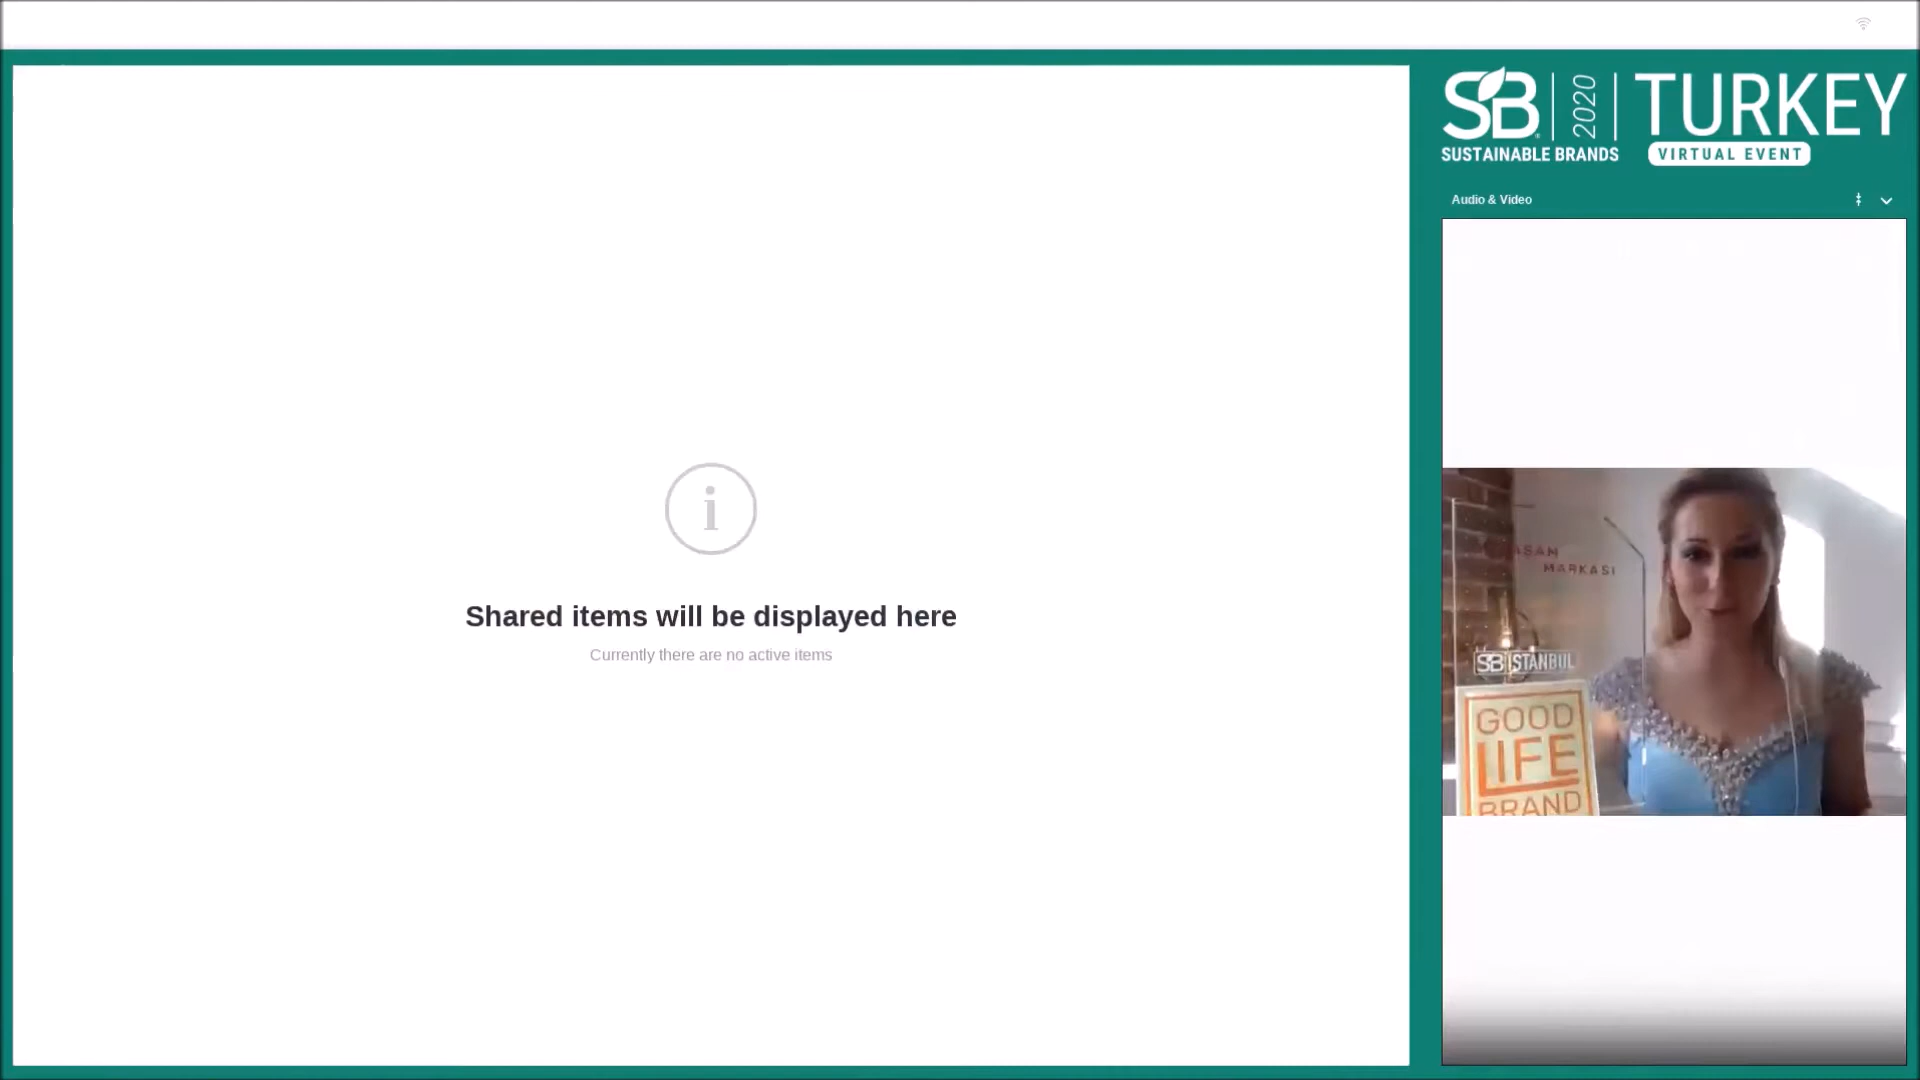 SB
2020
TURKEY
SUSTAINABLE BRANDS
VIRTUAL EVENT
Audio & Video
i
Shared items will be displayed here
Currently there are no active items
MARKASI
SB ISTANBUL
GOOD
LIFE
BRAND